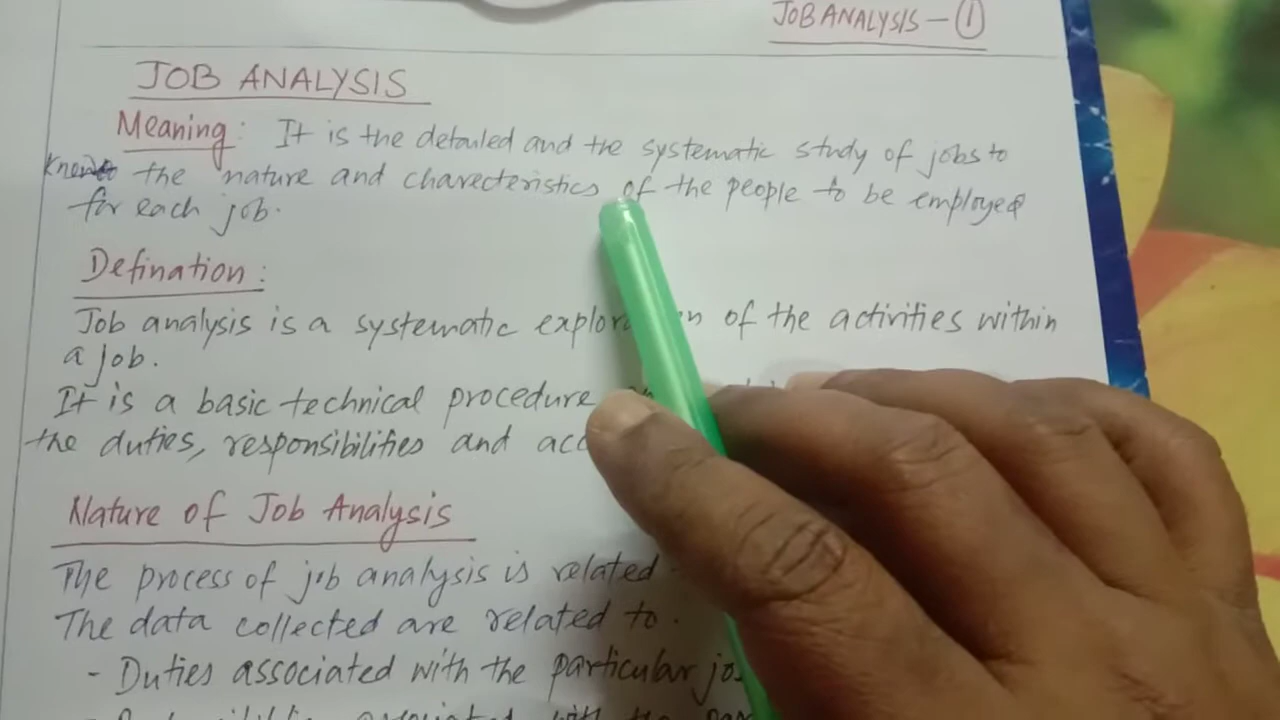 JOB ANALYSIS - 1
JOB ANALYSIS
Meaning: It is the detailed and the systematic study of jobs to
the nature and charecteristics of the people to be employed
for each job.
Defination:
Job analysis is a systematic of the activities within
a job.
It is a basic technical procedure
the duties, responsibilities and
Nature of Job Analysis
The process of job analysis is related
The data collected are related to.
- Duties associated with the particular